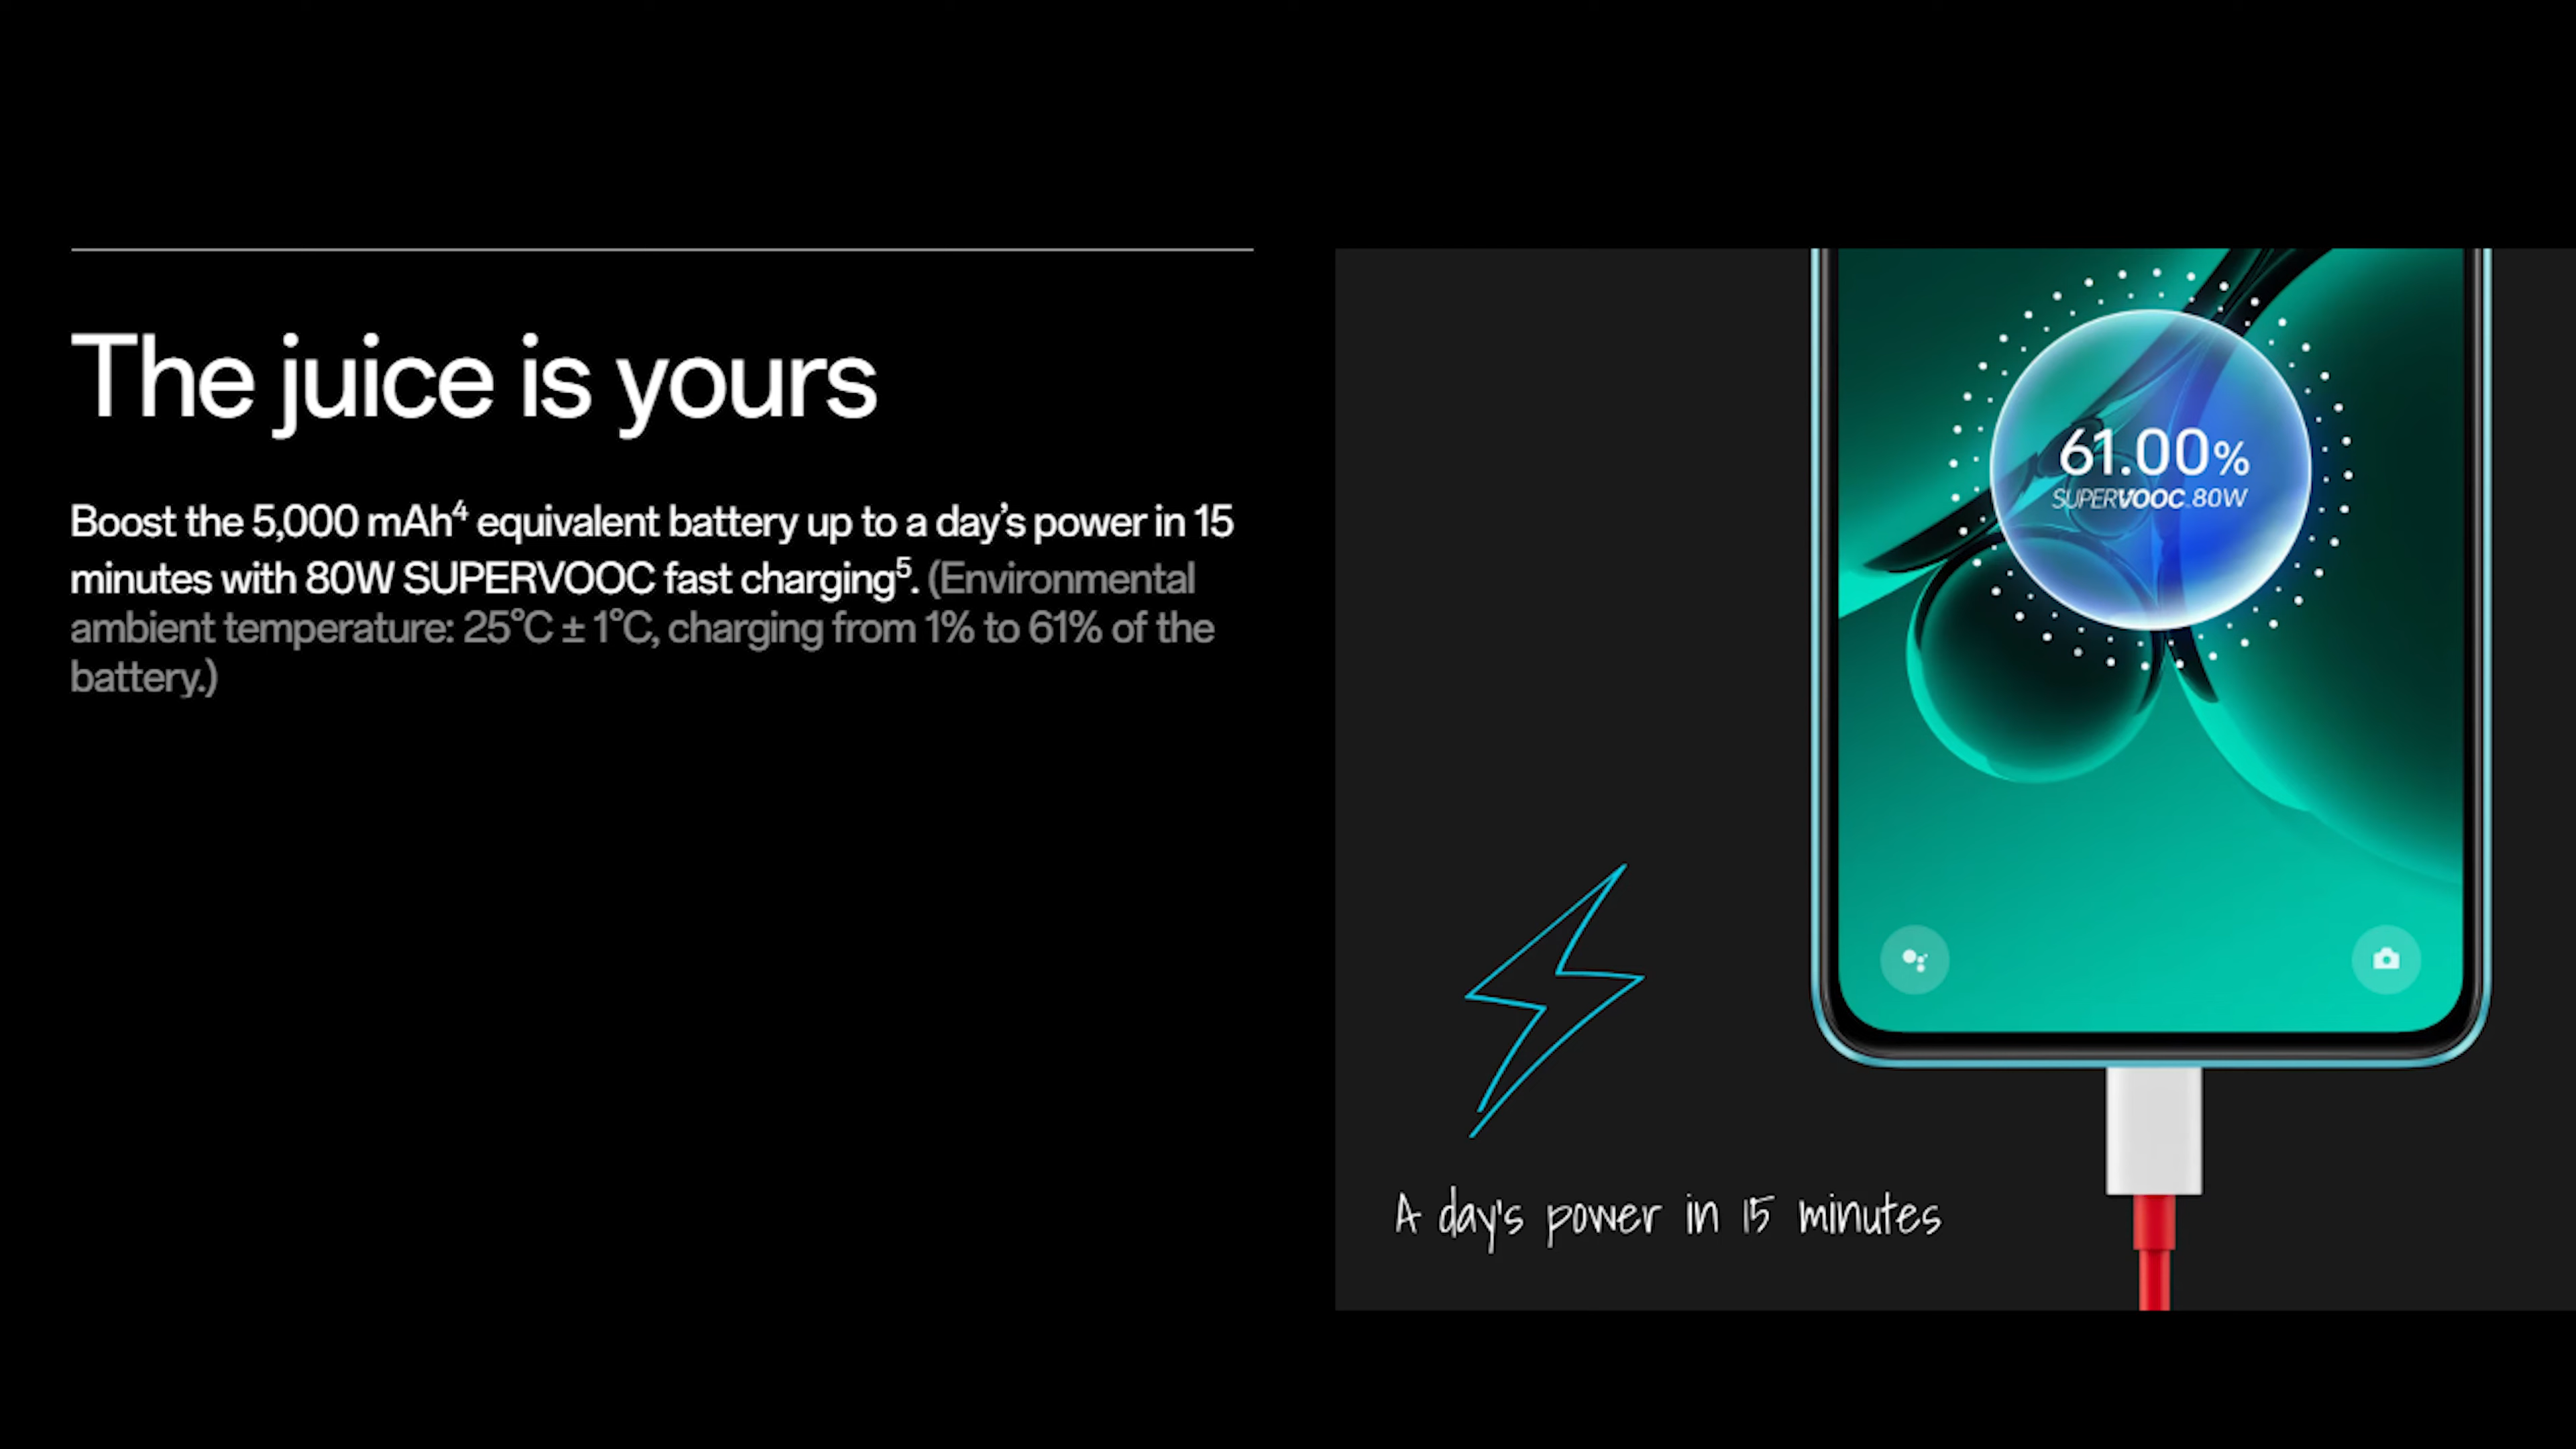 The juice is yours
Boost the 5,000 mAh⁴ equivalent battery up to a day’s power in 15
minutes with 80W SUPERVOOC fast charging⁵. (Environmental
ambient temperature: 25°C ± 1°C, charging from 1% to 61% of the
battery.)
61.00%
SUPERVOOC 80W
A day's power in 15 minutes